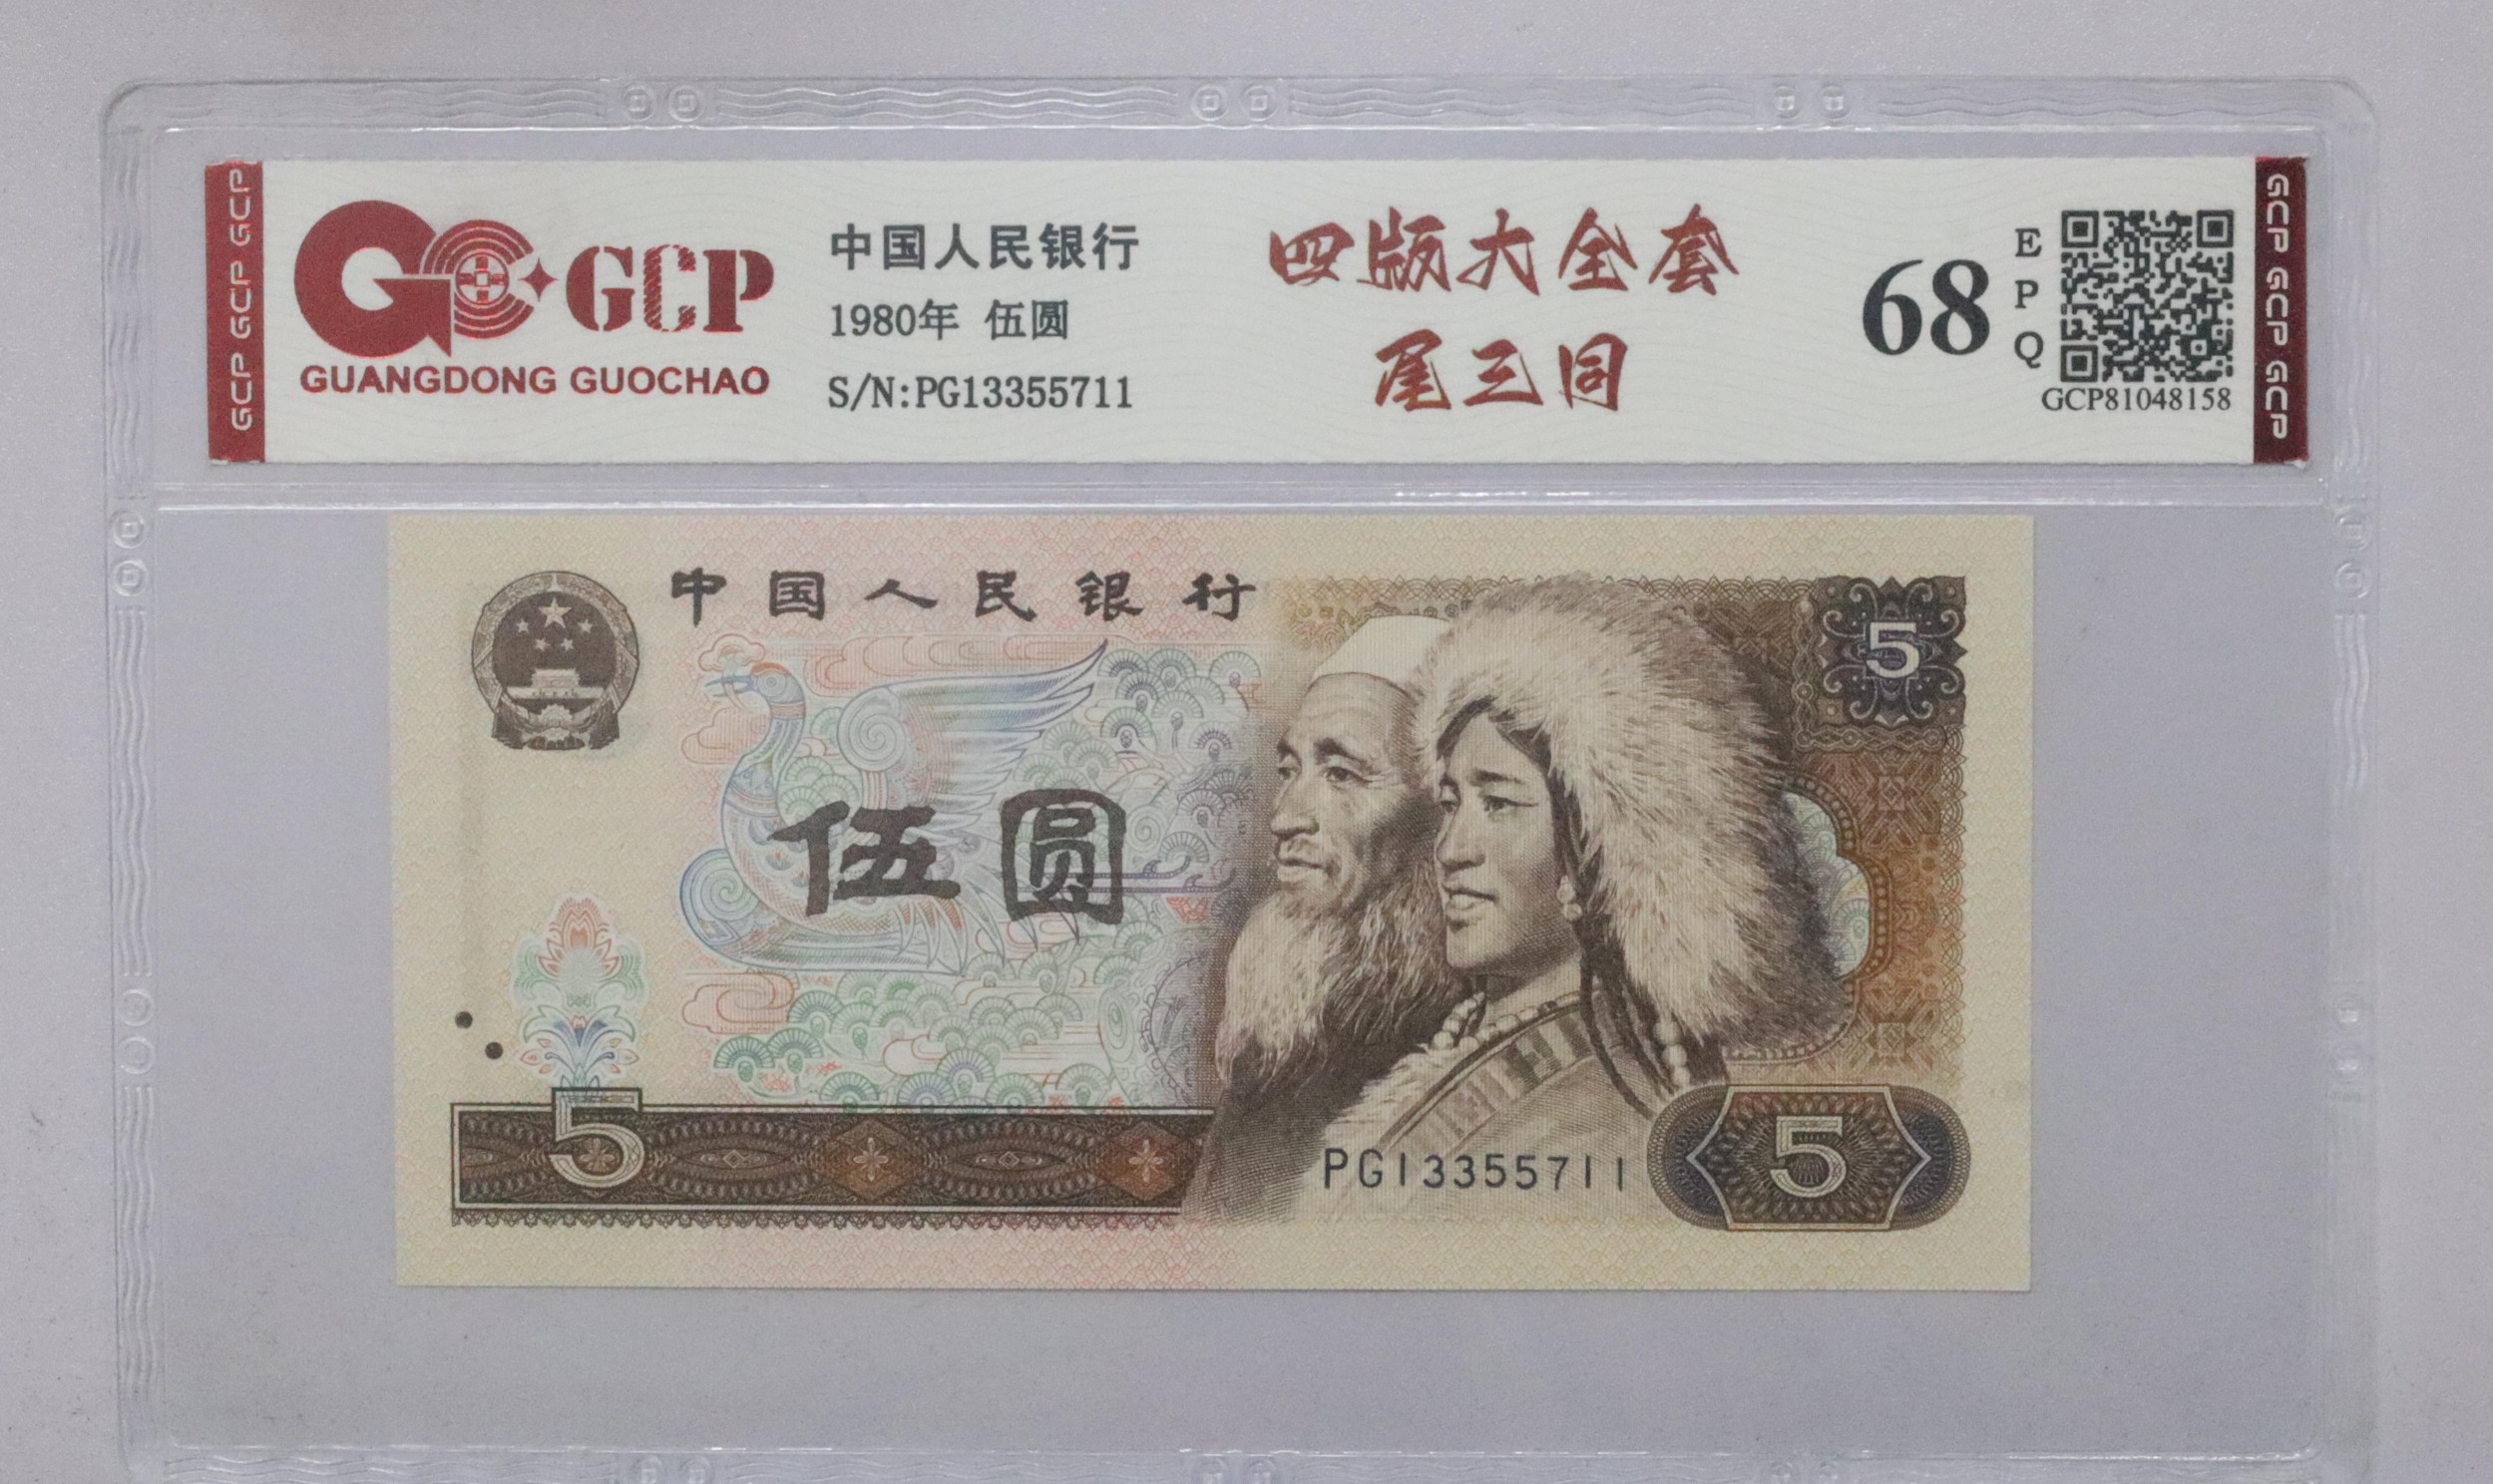 GCP GCP GCP
GCP
GUANGDONG GUOCHAO
中国人民银行
1980年 伍圆
S/N:PG13355711
四版大全套
尾三同
68
E
P
Q
GCP81048158
GCP GCP GCP
中国人民银行
5
伍圆
5
PG13355711
5